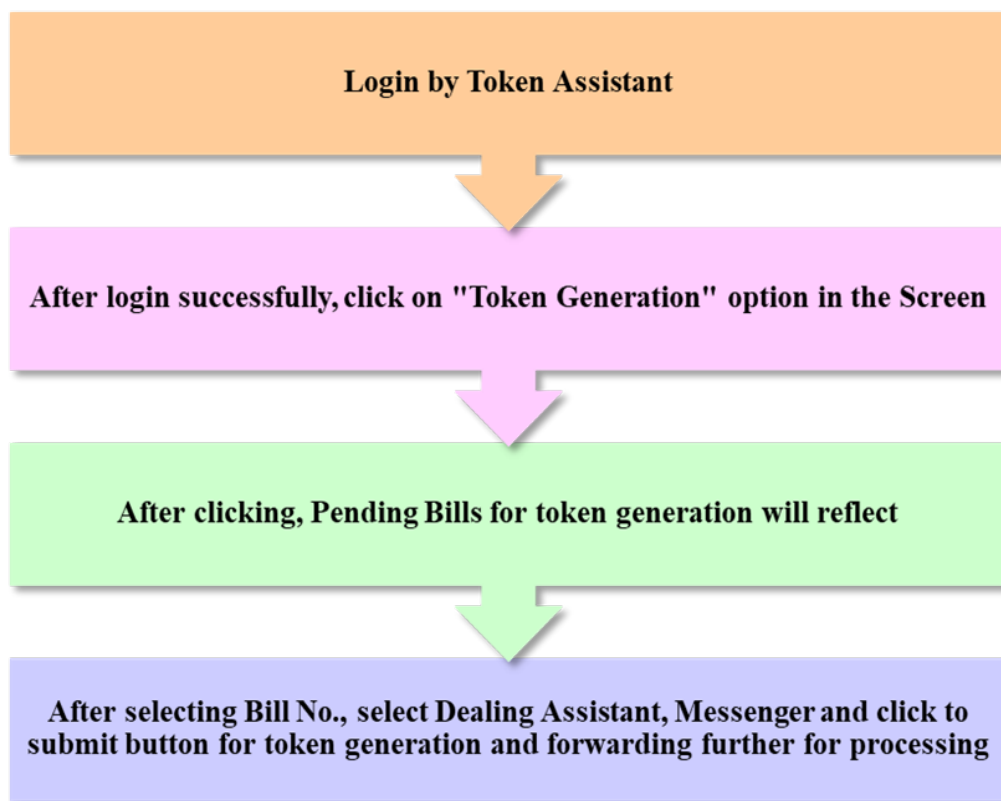 Login by Token Assistant
After login successfully, click on "Token Generation" option in the Screen
After clicking, Pending Bills for token generation will reflect
After selecting Bill No., select Dealing Assistant, Messenger and click to
submit button for token generation and forwarding further for processing